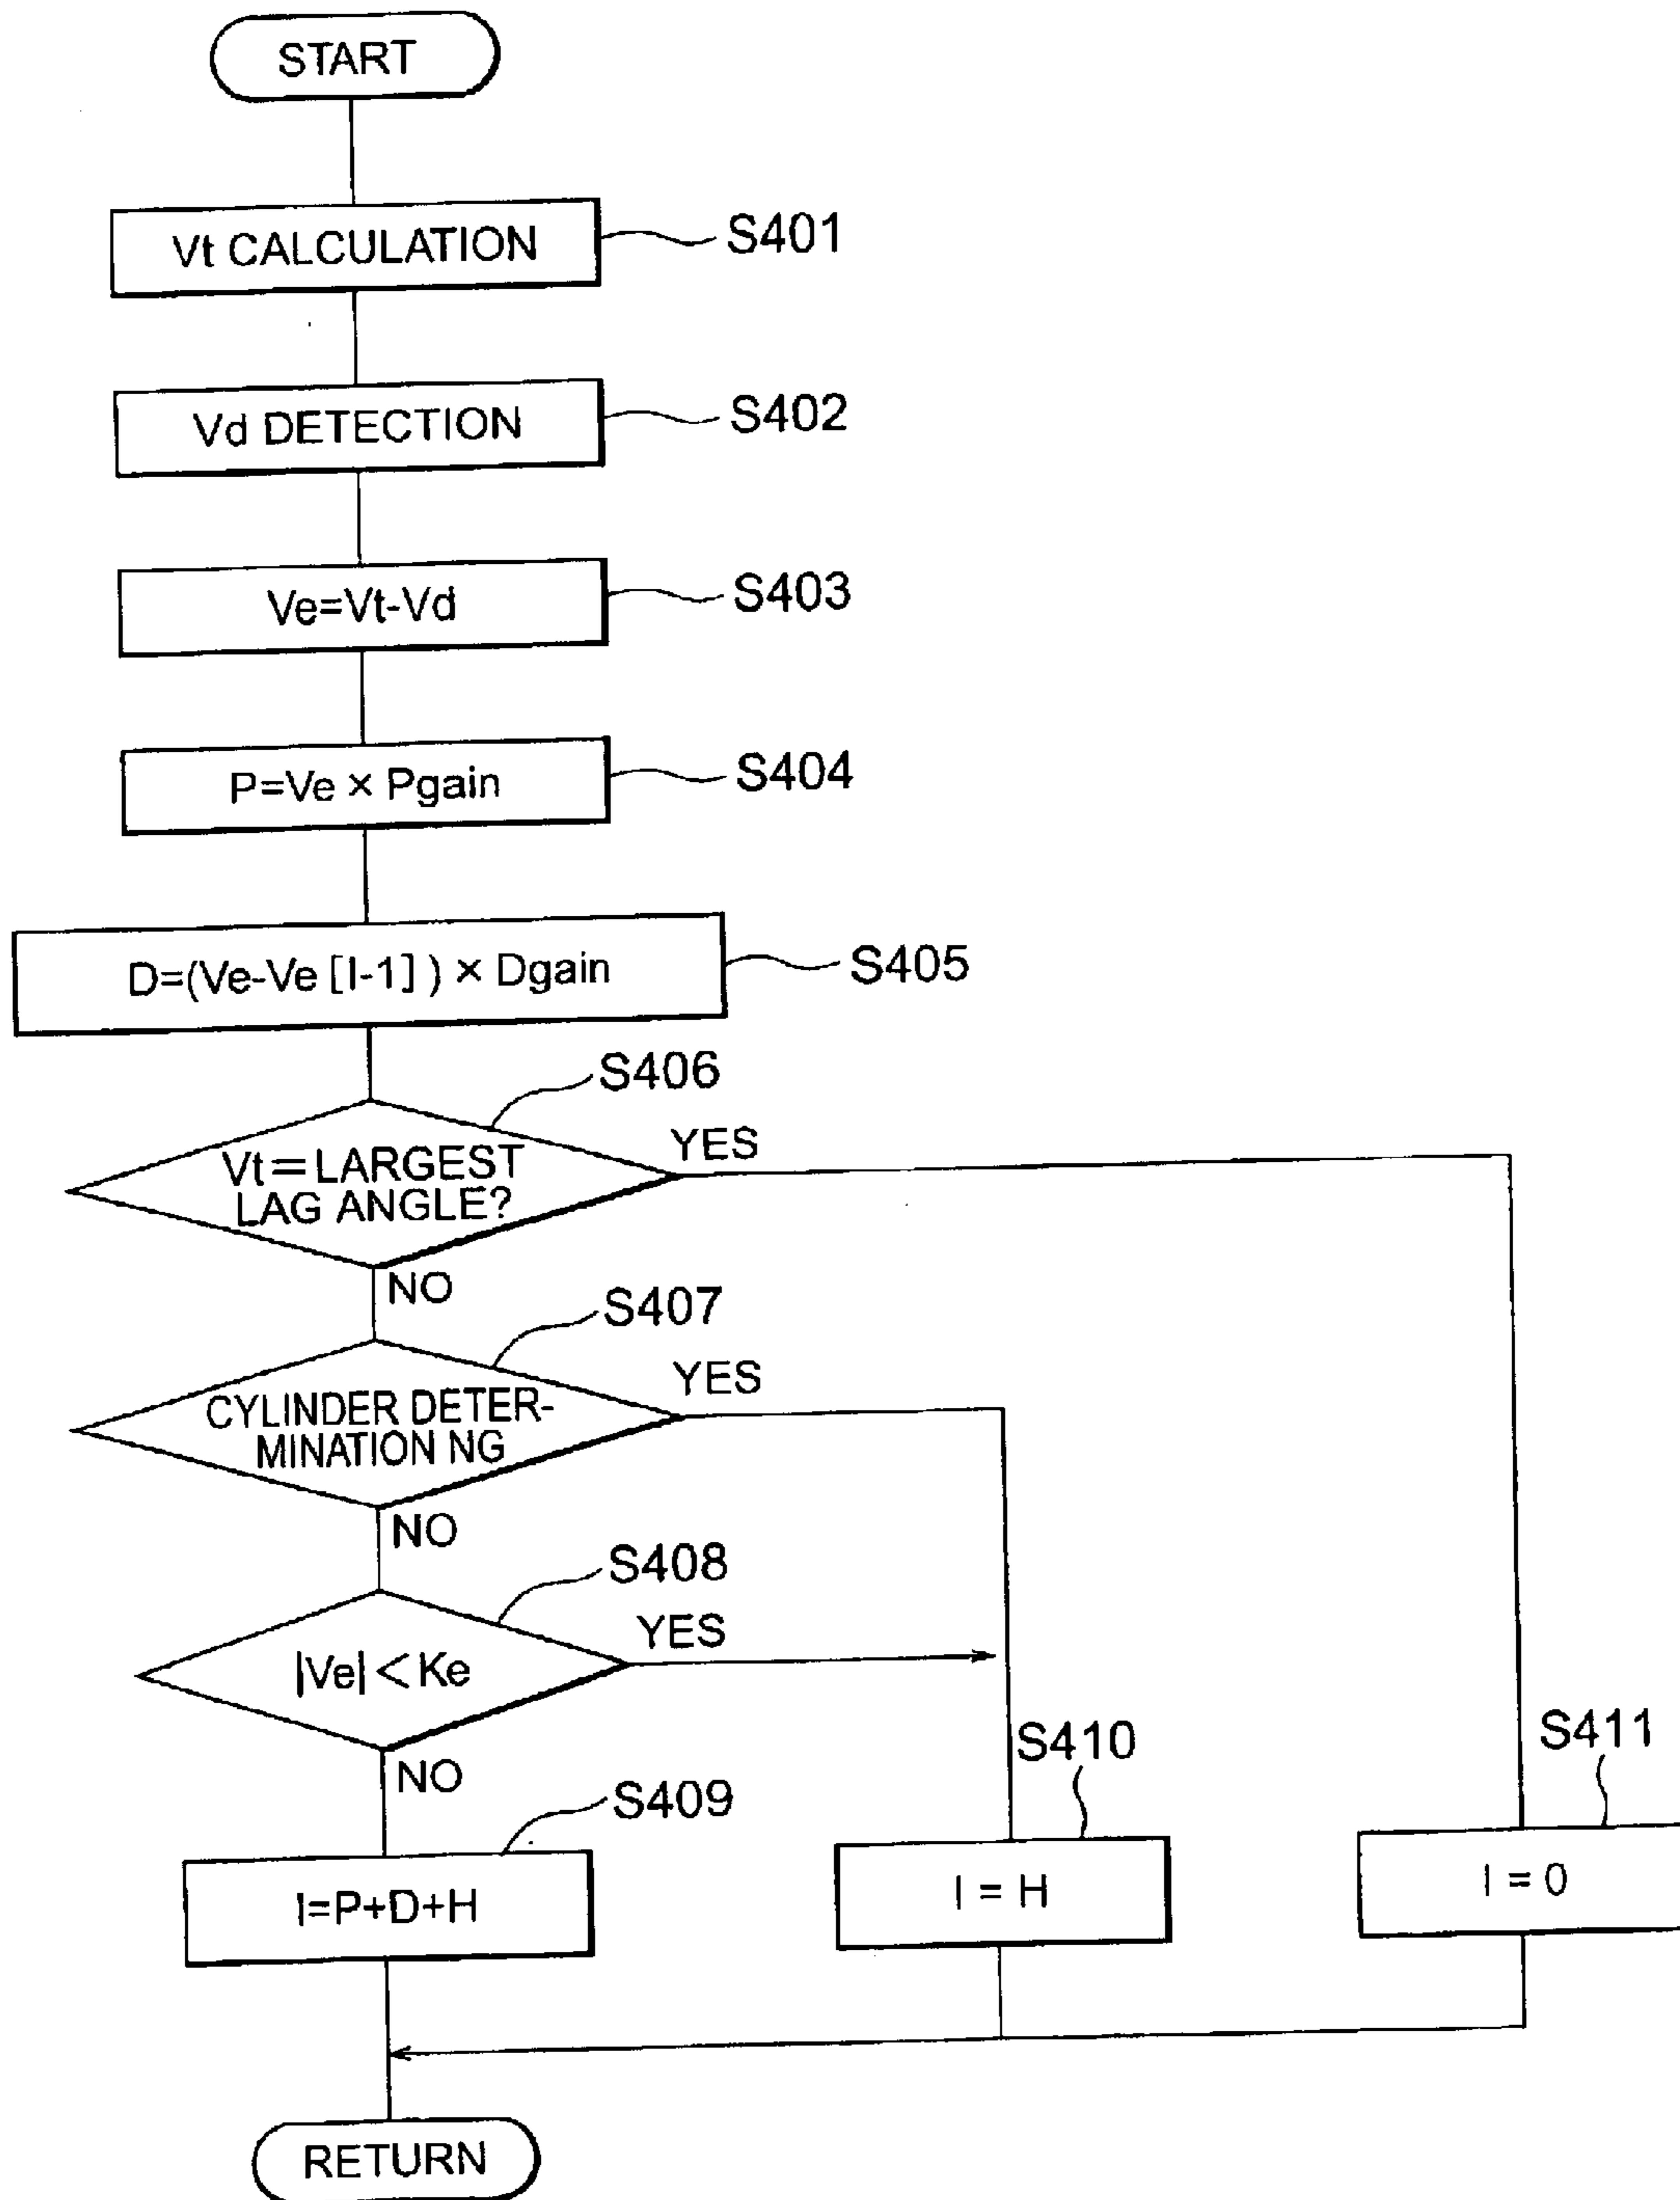 START
Vt CALCULATION
S401
Vd DETECTION
S402
Ve=Vt-Vd
S403
P=Ve × Pgain
S404
D=(Ve-Ve [I-1] ) × Dgain
S405
S406
Vt=LARGEST
LAG ANGLE?
YES
NO
S407
CYLINDER DETER-
MINATION NG
YES
NO
S408
|Ve| < Ke
YES
NO
S409
I=P+D+H
S410
I = H
S411
I = 0
RETURN